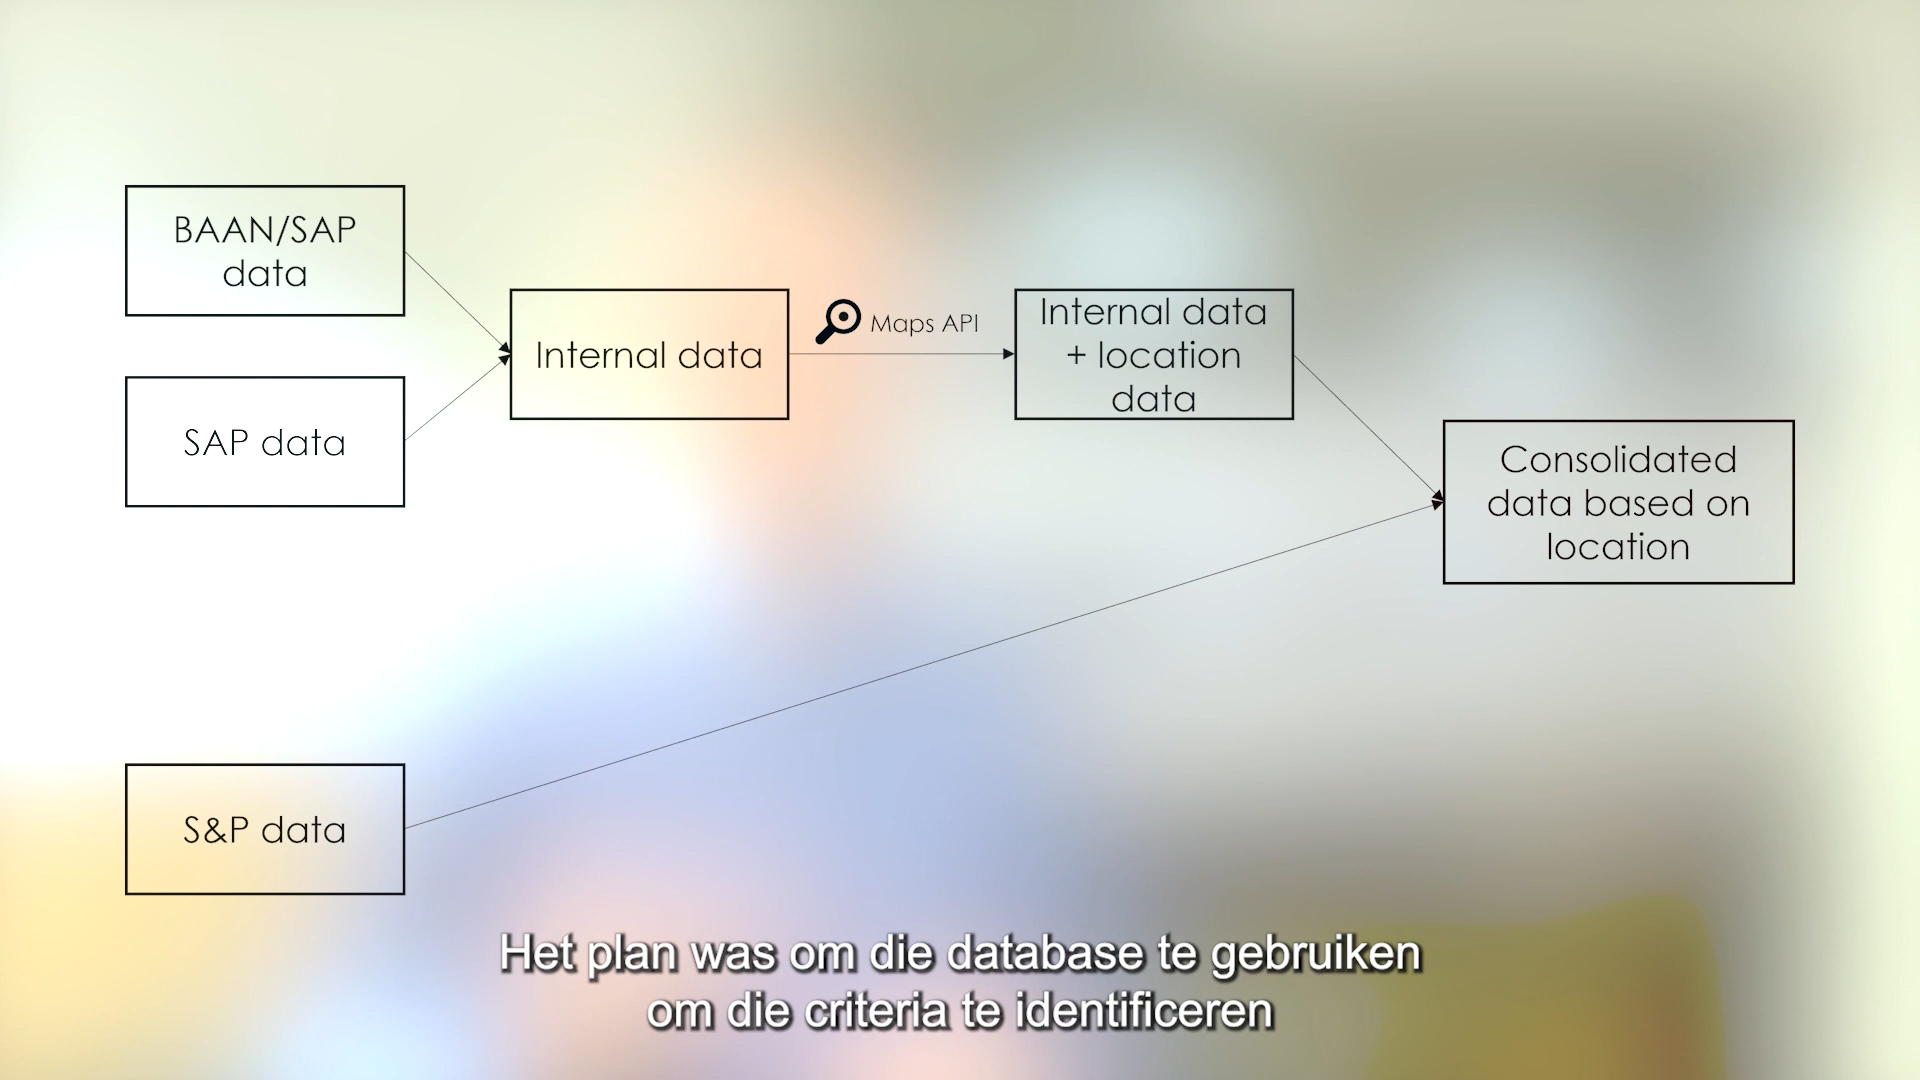 BAAN/SAP
data
SAP data
Internal data
Maps API
Internal data
+ location
data
Consolidated
data based on
location
S&P data
Het plan was om die database te gebruiken
om die criteria te identificeren